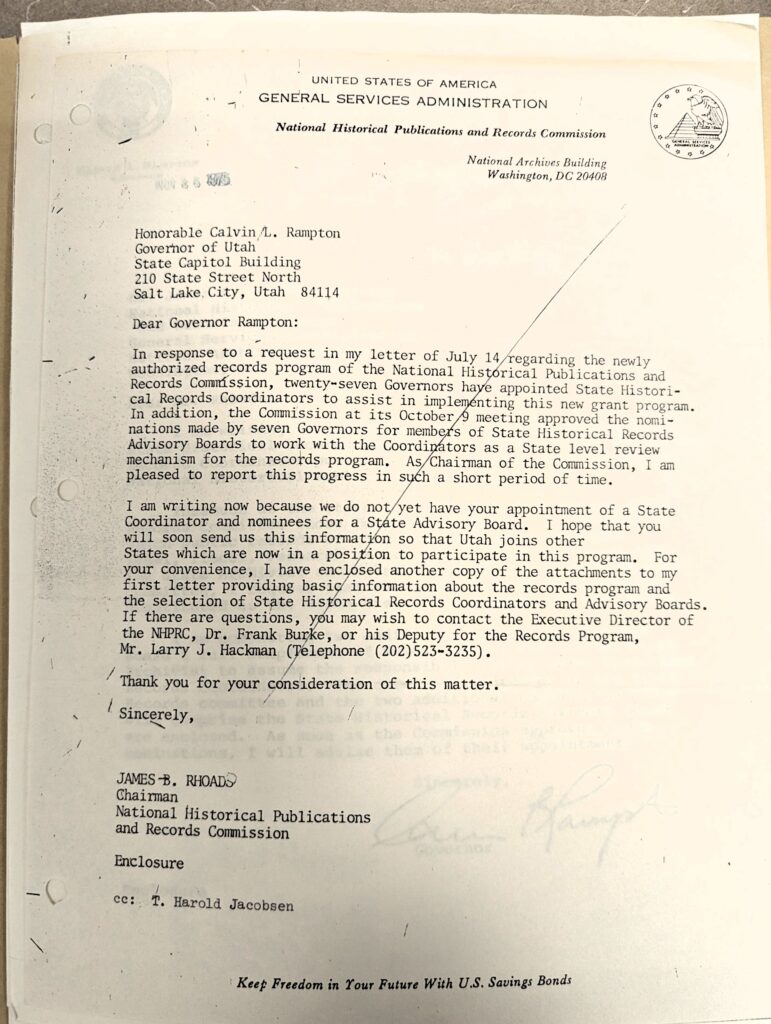 UNITED STATES OF AMERICA
GENERAL SERVICES ADMINISTRATION
National Historical Publications and Records Commission
National Archives Building
Washington, DC 20408
GENERAL SERVICES
ADMINISTRATION
NOV 26 1975
Honorable Calvin L. Rampton
Governor of Utah
State Capitol Building
210 State Street North
Salt Lake City, Utah 84114
Dear Governor Rampton:
In response to a request in my letter of July 14 regarding the newly
authorized records program of the National Historical Publications and
Records Commission, twenty-seven Governors have appointed State Histori-
cal Records Coordinators to assist in implementing this new grant program.
In addition, the Commission at its October 9 meeting approved the nomi-
nations made by seven Governors for members of State Historical Records
Advisory Boards to work with the Coordinators as a State level review
mechanism for the records program. As Chairman of the Commission, I am
pleased to report this progress in such a short period of time.
I am writing now because we do not yet have your appointment of a State
Coordinator and nominees for a State Advisory Board. I hope that you
will soon send us this information so that Utah joins other
States which are now in a position to participate in this program. For
your convenience, I have enclosed another copy of the attachments to my
first letter providing basic information about the records program and
the selection of State Historical Records Coordinators and Advisory Boards.
If there are questions, you may wish to contact the Executive Director of
the NHPRC, Dr. Frank Burke, or his Deputy for the Records Program,
Mr. Larry J. Hackman (Telephone (202)523-3235).
Thank you for your consideration of this matter.
Sincerely,
JAMES B. RHOADS
Chairman
National Historical Publications
and Records Commission
Enclosure
cc: T. Harold Jacobsen
Keep Freedom in Your Future With U.S. Savings Bonds